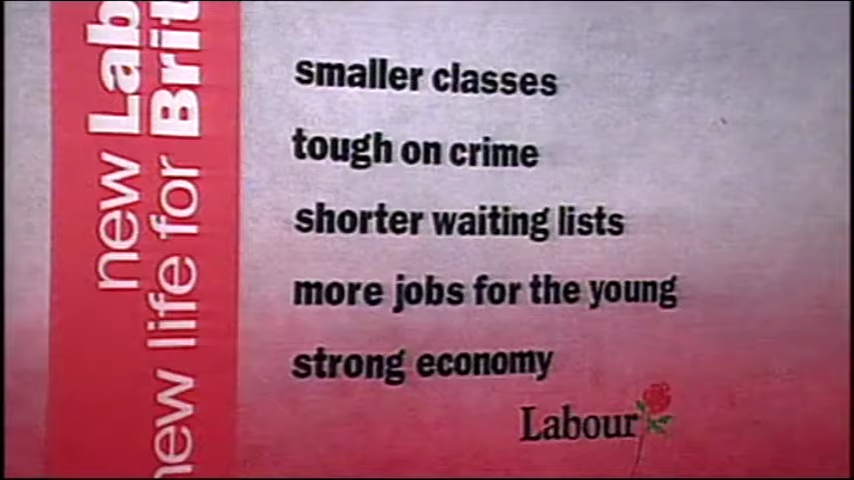 new Lab
new life for Brit
smaller classes
tough on crime
shorter waiting lists
more jobs for the young
strong economy
Labour